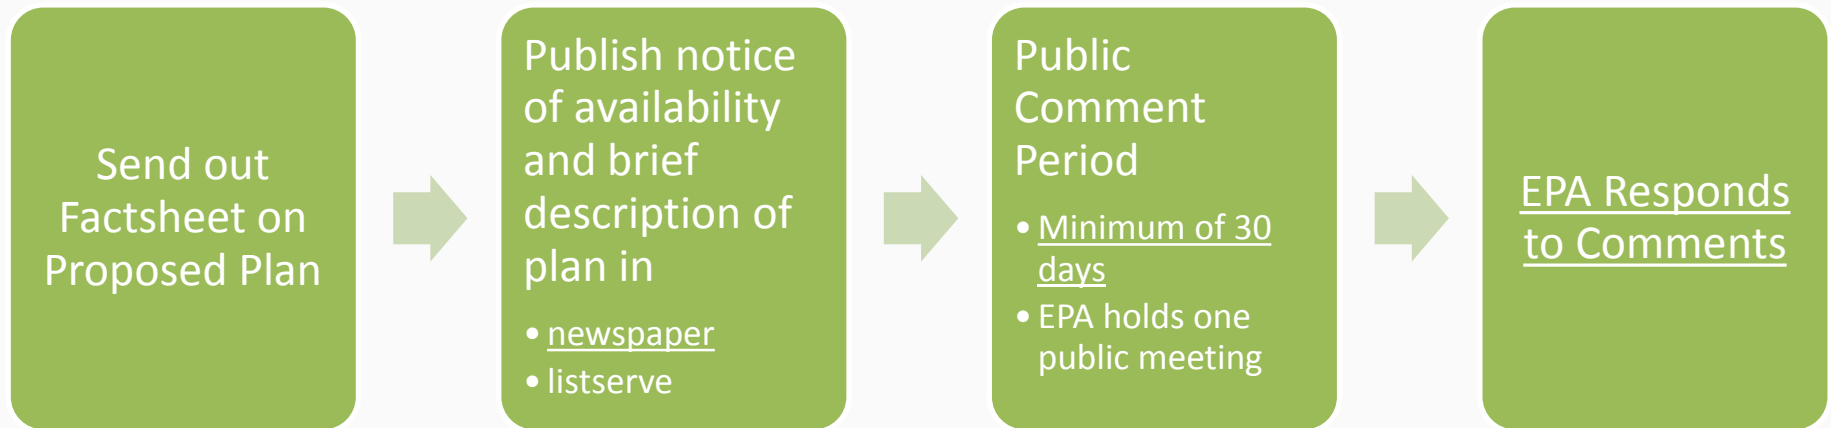 Send out
Factsheet on
Proposed Plan
Publish notice
of availability
and brief
description of
plan in
• newspaper
• listserve
Public
Comment
Period
• Minimum of 30
days
• EPA holds one
public meeting
EPA Responds
to Comments